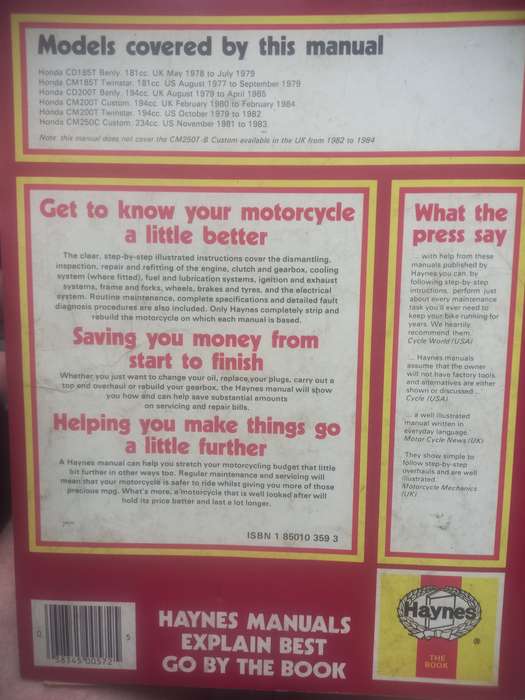 Models covered by this manual
Honda CD185T Benly. 181cc. UK May 1978 to July 1979
Honda CM185T Twinstar. 181cc. US August 1977 to September 1979
Honda CD200T Benly. 194cc. UK August 1979 to April 1985
Honda CM200T Custom. 194cc. UK February 1980 to February 1984
Honda CM200T Twinstar. 194cc. US October 1979 to 1982
Honda CM250C Custom. 234cc. US November 1981 to 1983
Note: this manual does not cover the CM250T-B Custom available in the UK from 1982 to 1984
Get to know your motorcycle
a little better
The clear, step-by-step illustrated instructions cover the dismantling,
inspection, repair and refitting of the engine, clutch and gearbox, cooling
system (where fitted), fuel and lubrication systems, ignition and exhaust
systems, frame and forks, wheels, brakes and tyres, and the electrical
system. Routine maintenance, complete specifications and detailed fault
diagnosis procedures are also included. Only Haynes completely strip and
rebuild the motorcycle on which each manual is based.
Saving you money from
start to finish
Whether you just want to change your oil, replace your plugs, carry out a
top end overhaul or rebuild your gearbox, the Haynes manual will show
you how and can help save substantial amounts
on servicing and repair bills.
Helping you make things go
a little further
A Haynes manual can help you stretch your motorcycling budget that little
bit further in other ways too. Regular maintenance and servicing will
mean that your motorcycle is safer to ride whilst giving you more of those
precious mpg. What's more, a motorcycle that is well looked after will
hold its price better and last a lot longer.
ISBN 1 85010 359 3
What the
press say
... with help from these
manuals published by
Haynes you can, by
following step-by-step
intructions, perform just
about every maintenance
task you'll ever need to
keep your bike running for
years. We heartily
recommend them.
Cycle World (USA)
... Haynes manuals
assume that the owner
will not have factory tools
and alternatives are either
shown or discussed ...
Cycle (USA)
... a well illustrated
manual written in
everyday language.
Motor Cycle News (UK)
They show simple to
follow step-by-step
overhauls and are well
illustrated.
Motorcycle Mechanics
(UK)
0
38345 00572
5
HAYNES MANUALS
EXPLAIN BEST
GO BY THE BOOK
Haynes
®
THE
BOOK